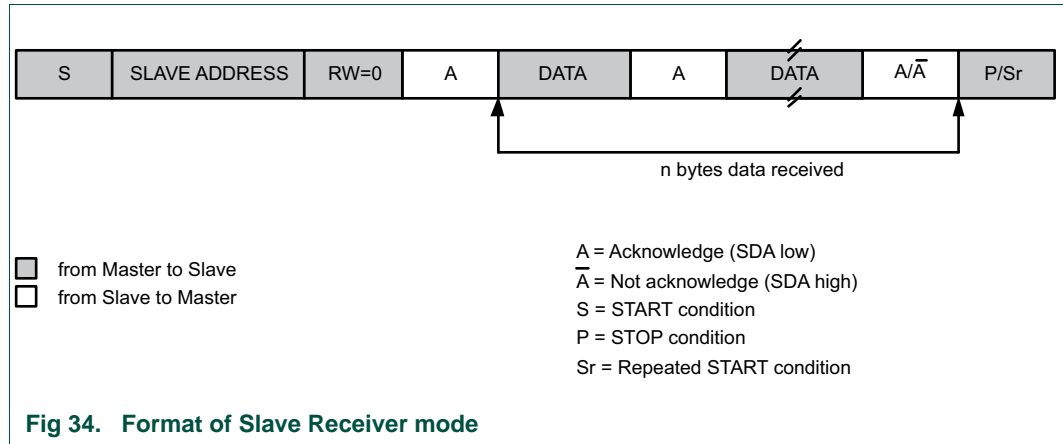 S SLAVE ADDRESS RW=0 A DATA A DATA A/A̅ P/Sr
n bytes data received
from Master to Slave
from Slave to Master
A = Acknowledge (SDA low)
A̅ = Not acknowledge (SDA high)
S = START condition
P = STOP condition
Sr = Repeated START condition
Fig 34. Format of Slave Receiver mode